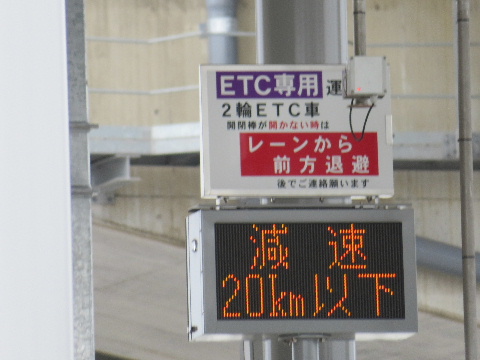 ETC専用 運
2輪ETC車
開閉棒が開かない時は
レーンから
前方退避
後でご連絡願います
減 速
20km以下